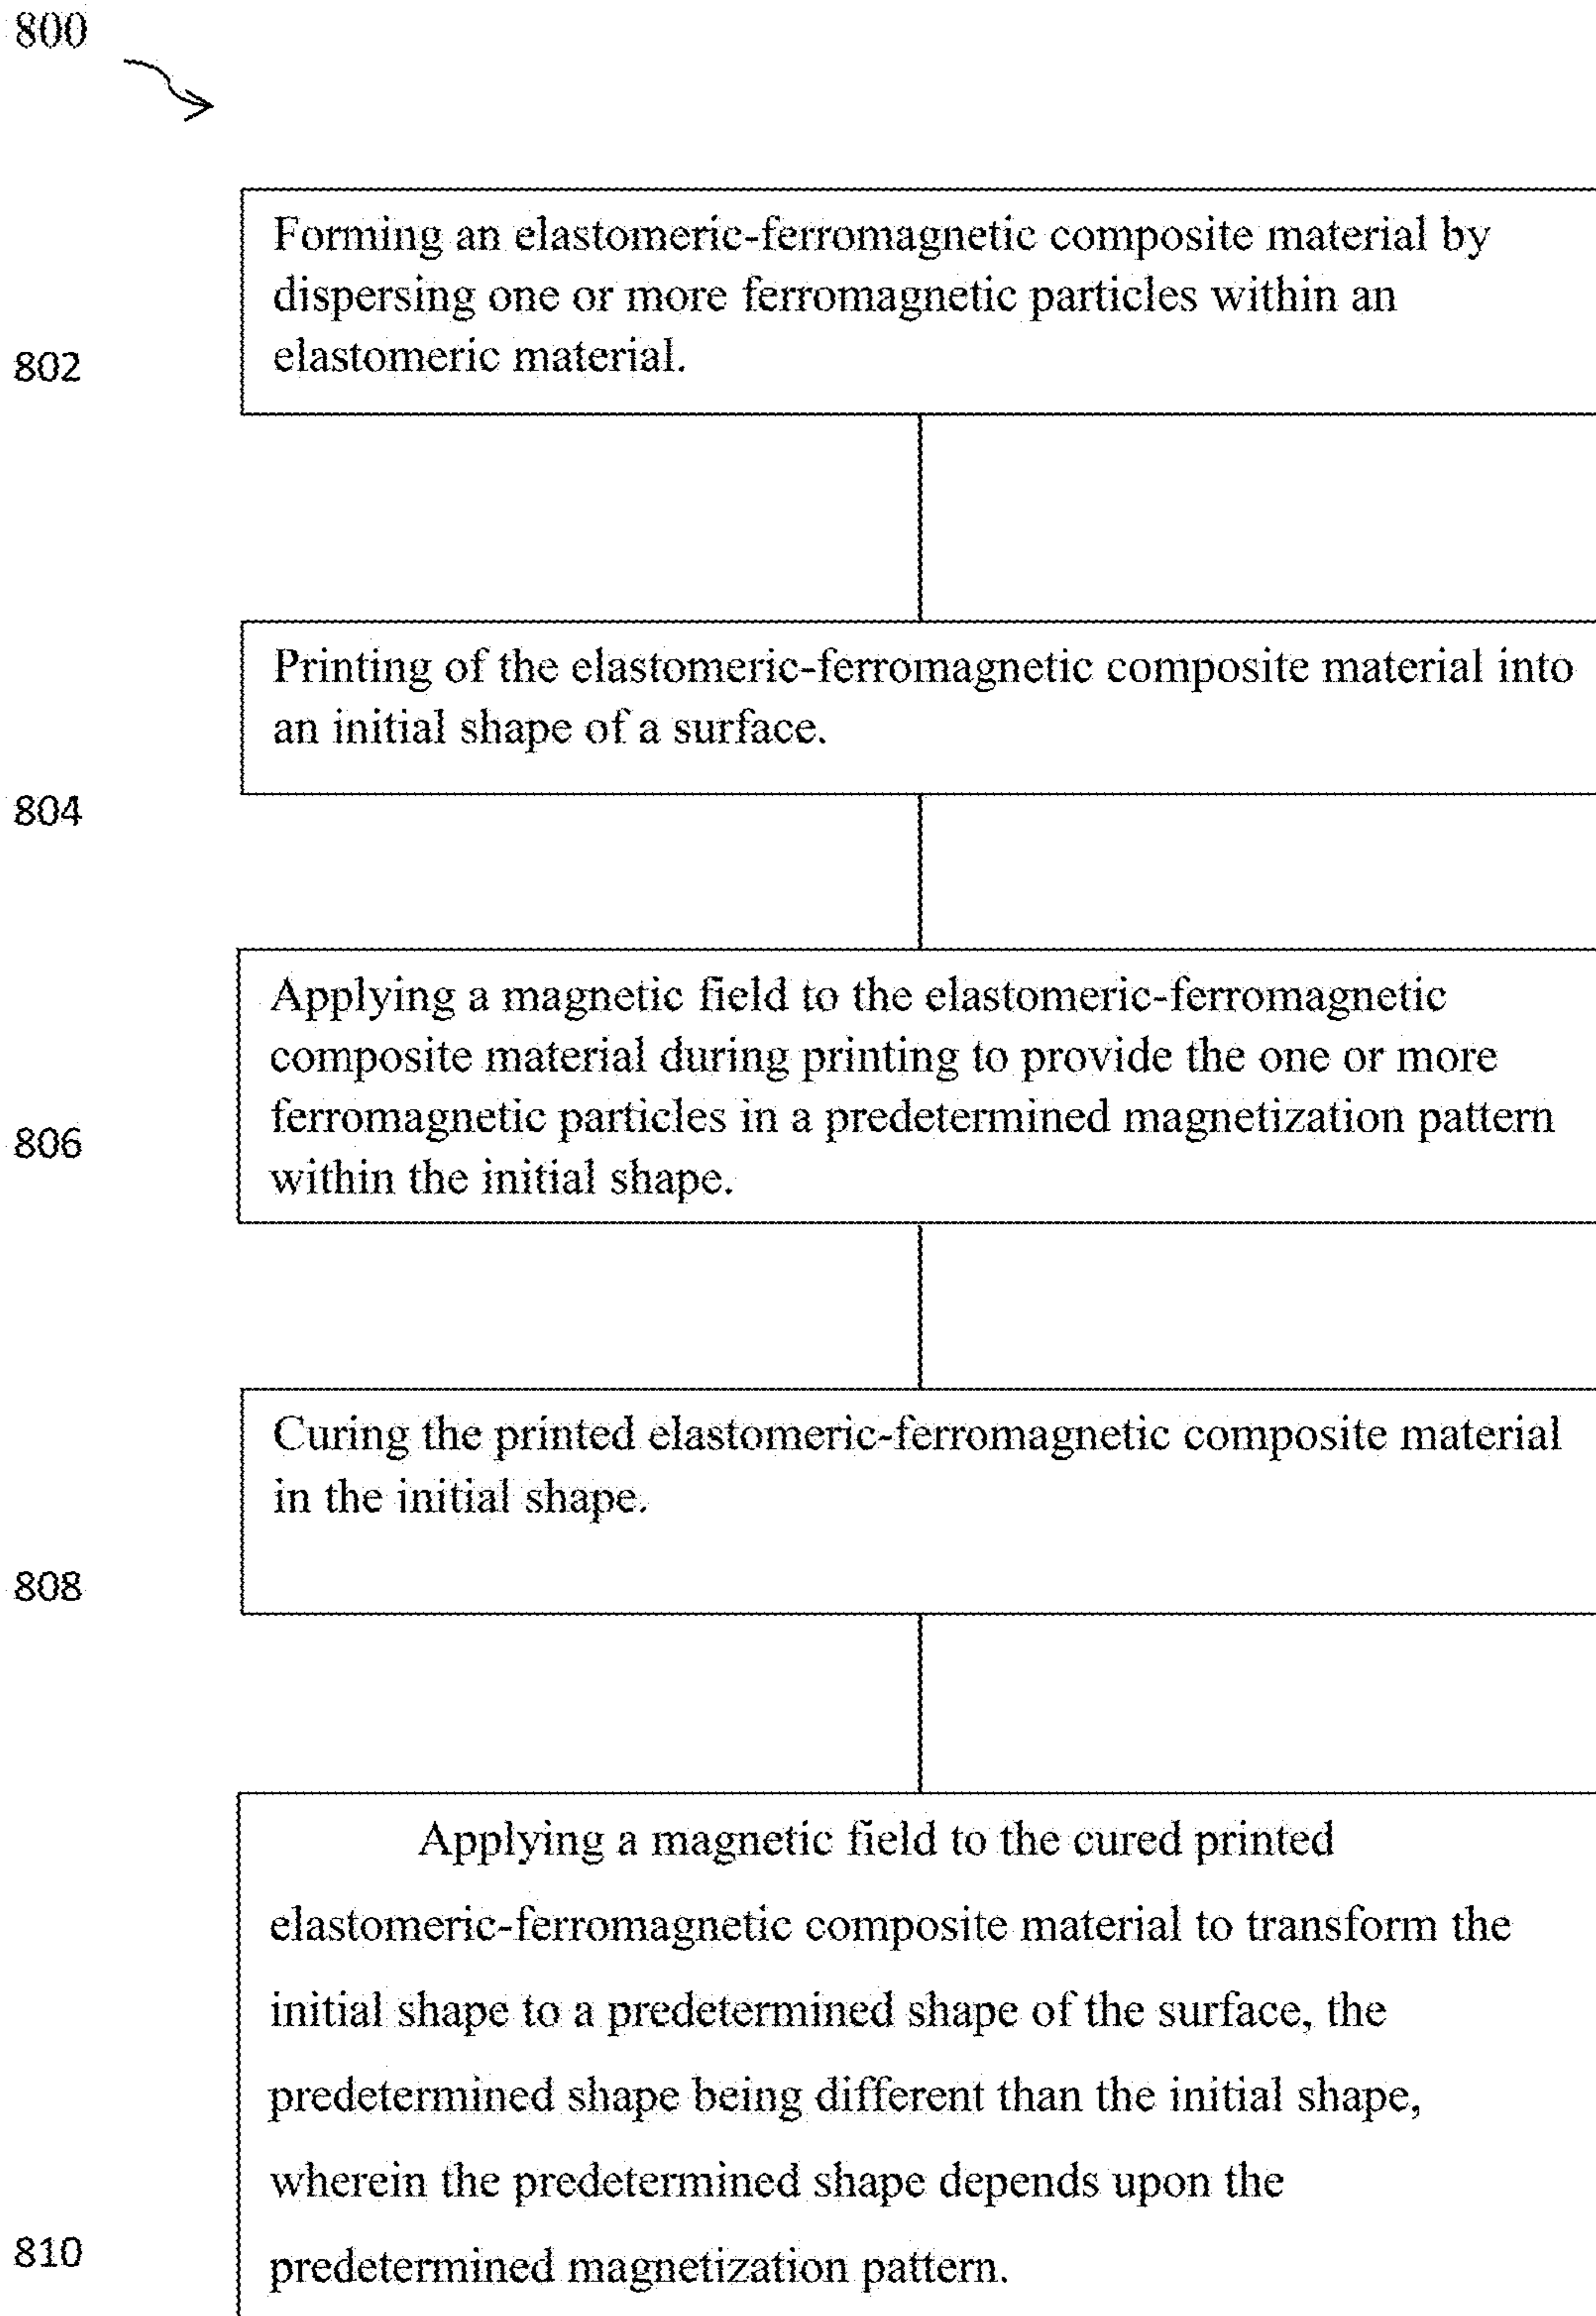 800
Forming an elastomeric-ferromagnetic composite material by
dispersing one or more ferromagnetic particles within an
elastomeric material.
802
Printing of the elastomeric-ferromagnetic composite material into
an initial shape of a surface.
804
Applying a magnetic field to the elastomeric-ferromagnetic
composite material during printing to provide the one or more
ferromagnetic particles in a predetermined magnetization pattern
806
within the initial shape.
Curing the printed elastomeric-ferromagnetic composite material
in the initial shape.
808
Applying a magnetic field to the cured printed
elastomeric-ferromagnetic composite material to transform the
initial shape to a predetermined shape of the surface, the
predetermined shape being different than the initial shape,
wherein the predetermined shape depends upon the
810
predetermined magnetization pattern.